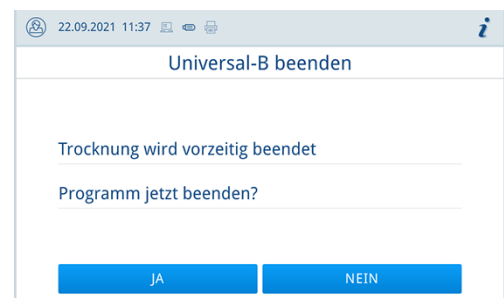 22.09.2021 11:37
i
Universal-B beenden
Trocknung wird vorzeitig beendet
Programm jetzt beenden?
JA NEIN